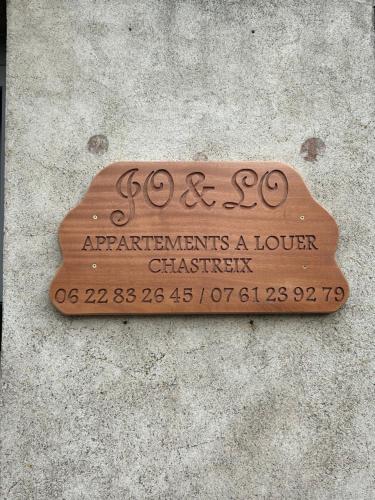 JO & LO
APPARTEMENTS A LOUER
CHASTREIX
06 22 83 26 45 / 07 61 23 92 79